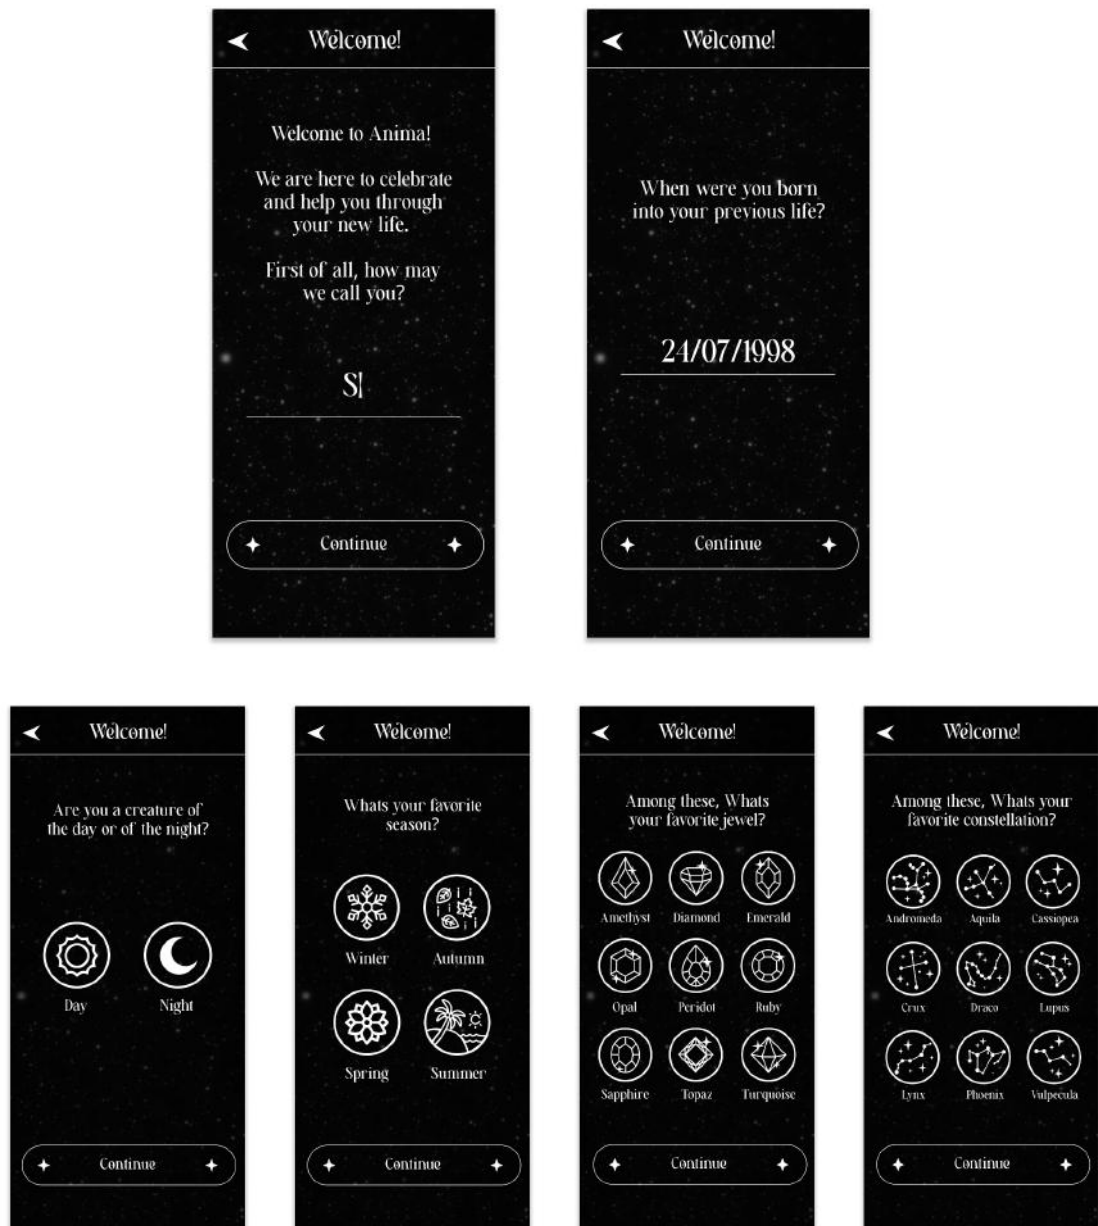 Welcome!
Welcome to Anima!
We are here to celebrate
and help you through
your new life.
First of all, how may
we call you?
S
Continue
Welcome!
When were you born
into your previous life?
24/07/1998
Continue
Welcome!
Are you a creature of
the day or of the night?
Day
Night
Continue
Welcome!
Whats your favorite
season?
Winter
Autumn
Spring
Summer
Continue
Welcome!
Among these, Whats
your favorite jewel?
Amethyst
Diamond
Emerald
Opal
Peridot
Ruby
Sapphire
Topaz
Turquoise
Continue
Welcome!
Among these, Whats your
favorite constellation?
Andromeda
Aquila
Cassiopea
Crux
Draco
Lupus
Lynx
Phoenix
Vulpecula
Continue